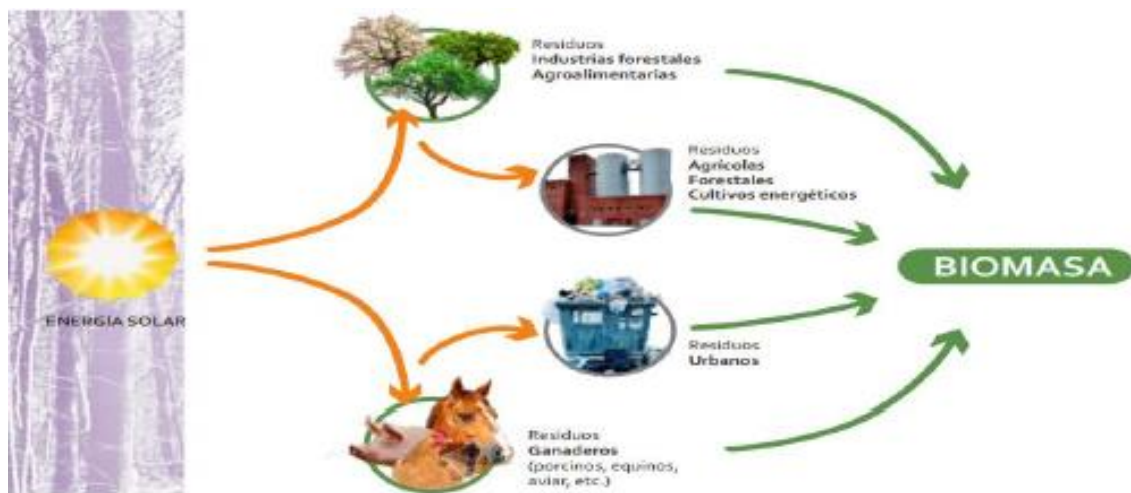 Residuos
Industrias forestales
Agroalimentarias
Residuos
Agrícolas
Forestales
Cultivos energéticos
BIOMASA
ENERGÍA SOLAR
Residuos
Urbanos
Residuos
Ganaderos
(porcinos, equinos,
aviar, etc.)